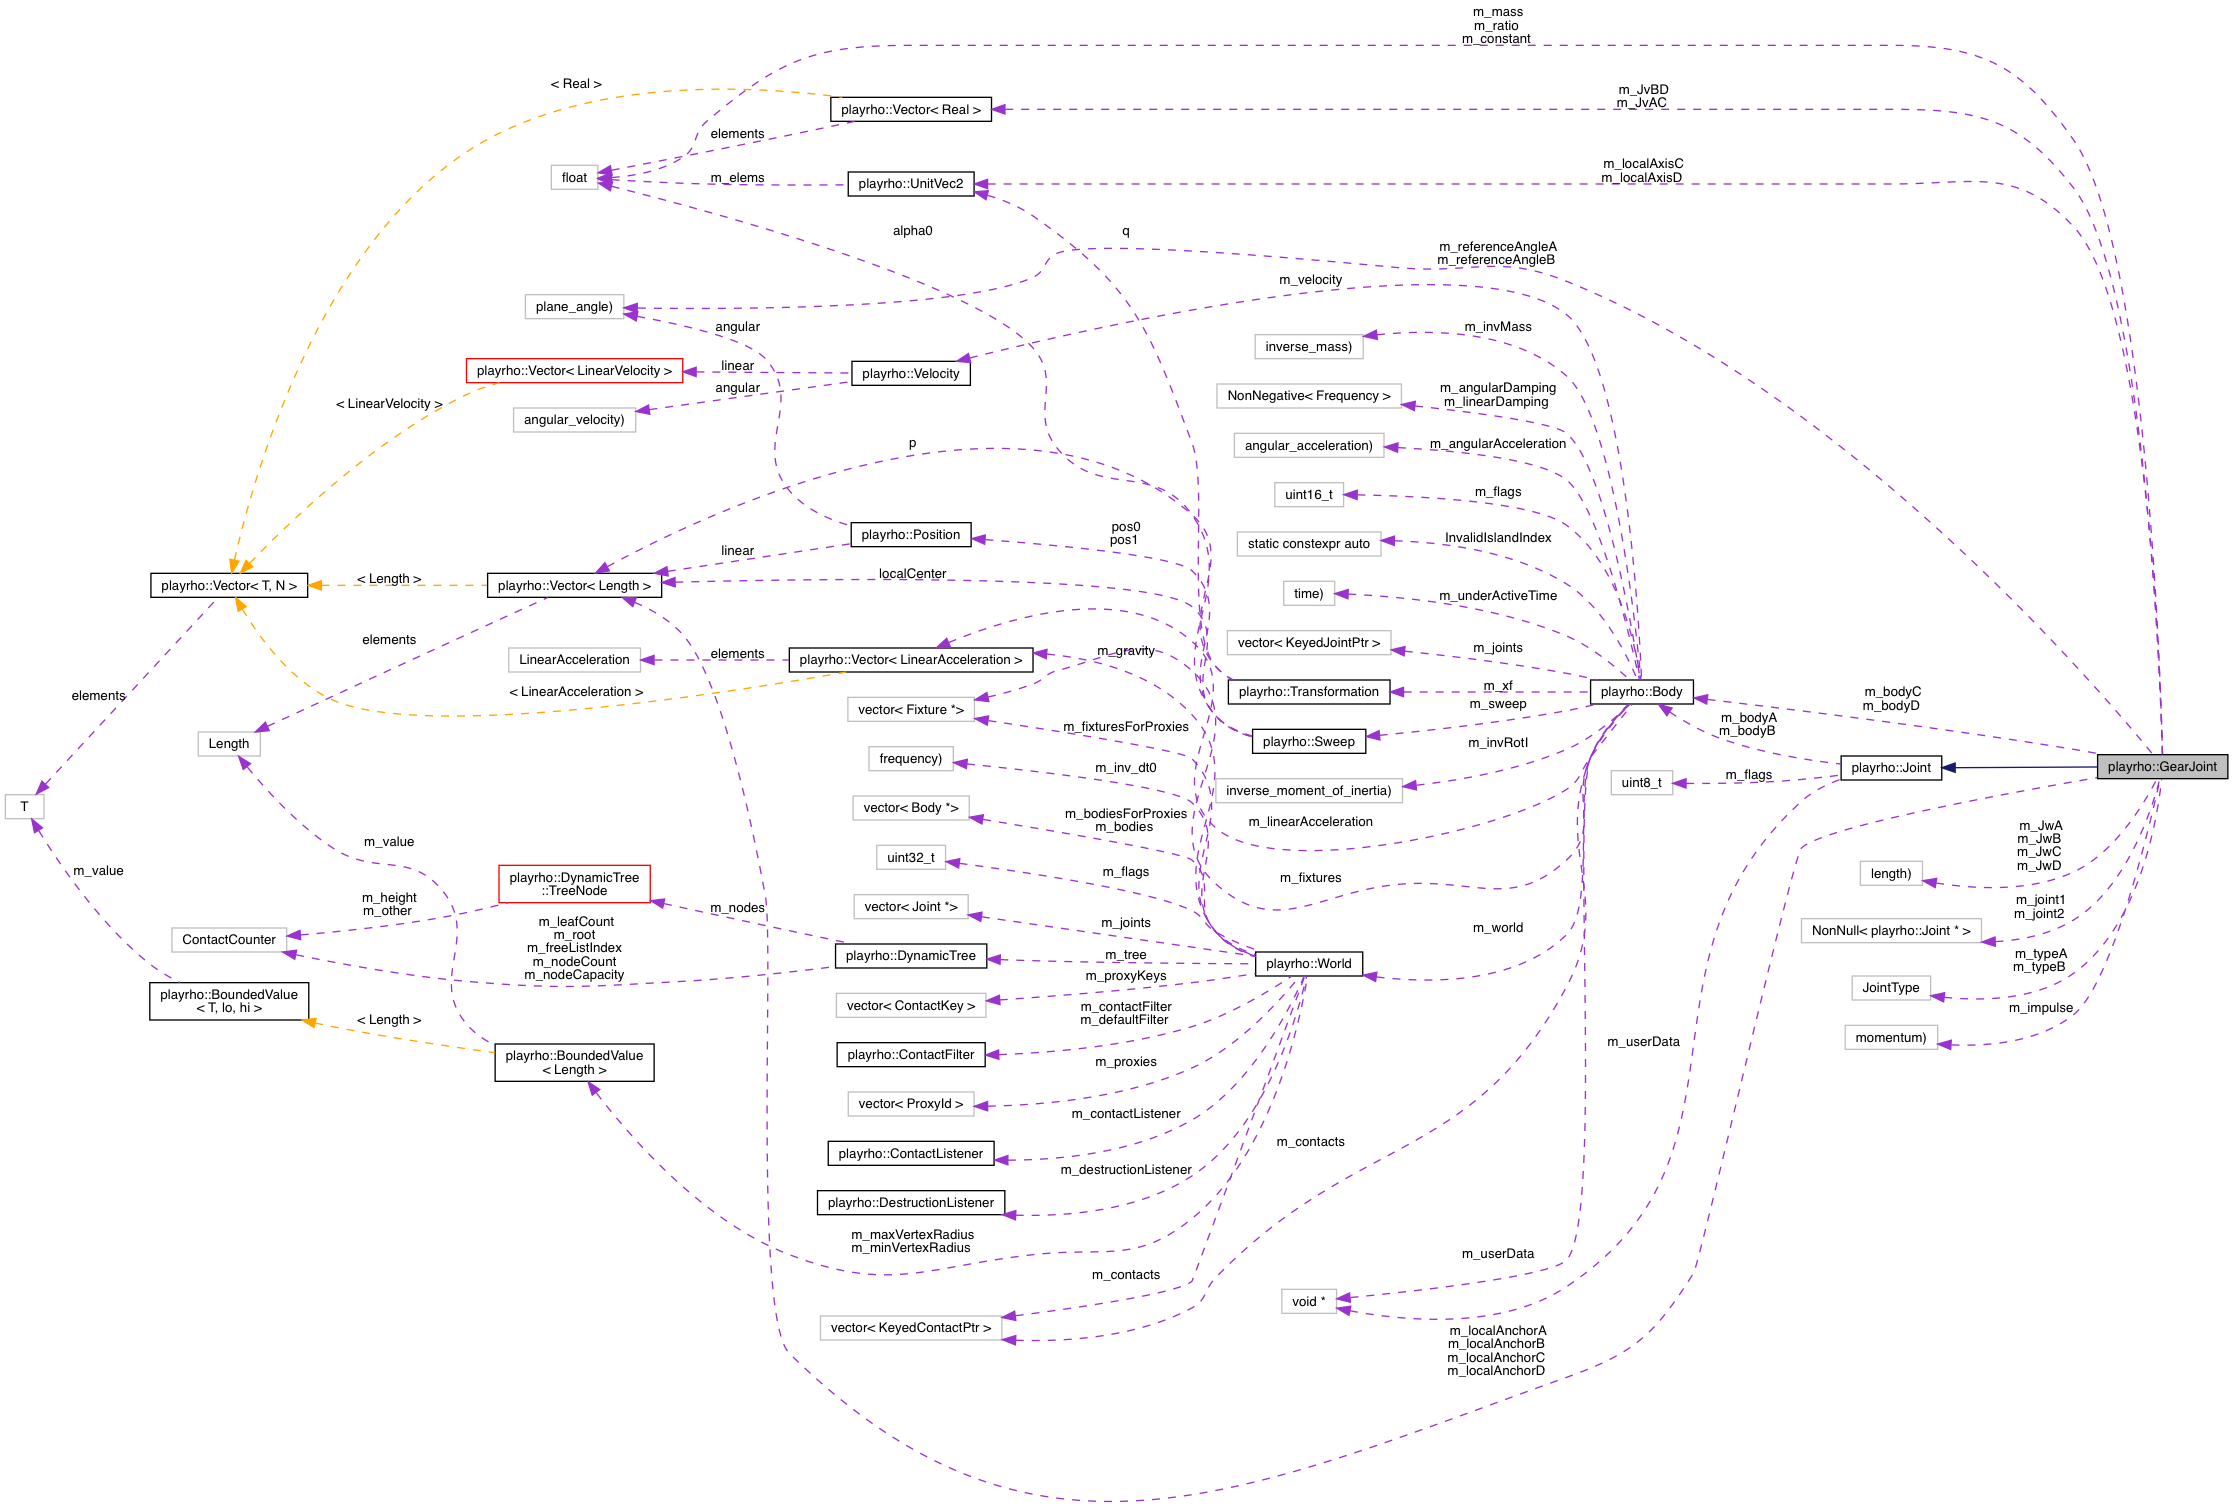 m_mass
m_ratio
m_constant
< Real >
m_JvBD
m_JvAC
playrho::Vector< Real >
elements
m_localAxisC
m_localAxisD
float
m_elems
playrho::UnitVec2
alpha0
q
m_referenceAngleA
m_referenceAngleB
m_velocity
plane_angle)
angular
m_invMass
inverse_mass)
playrho::Vector< LinearVelocity >
linear
playrho::Velocity
angular
m_angularDamping
m_linearDamping
NonNegative< Frequency >
< LinearVelocity >
angular_velocity)
p
angular_acceleration)
m_angularAcceleration
uint16_t
m_flags
pos0
pos1
playrho::Position
static constexpr auto
InvalidIslandIndex
linear
localCenter
playrho::Vector< T, N >
< Length >
playrho::Vector< Length >
time)
m_underActiveTime
elements
vector< KeyedJointPtr >
m_joints
LinearAcceleration
elements
playrho::Vector< LinearAcceleration >
m_gravity
elements
< LinearAcceleration >
playrho::Transformation
m_xf
playrho::Body
m_bodyC
m_bodyD
vector< Fixture *>
m_sweep
m_bodyA
m_bodyB
m_fixturesForProxies
Length
playrho::Sweep
m_invRotI
frequency)
m_inv_dt0
m_flags
playrho::Joint
playrho::GearJoint
uint8_t
inverse_moment_of_inertia)
T
vector< Body *>
m_bodiesForProxies
m_bodies
m_linearAcceleration
m_JwA
m_JwB
m_JwC
m_JwD
m_value
uint32_t
m_flags
m_value
length)
playrho::DynamicTree
::TreeNode
m_fixtures
m_height
m_other
m_nodes
vector< Joint *>
m_joints
m_joint1
m_joint2
m_leafCount
m_root
m_freeListIndex
m_nodeCount
m_nodeCapacity
ContactCounter
m_world
NonNull< playrho::Joint * >
playrho::DynamicTree
m_tree
playrho::World
m_typeA
m_typeB
m_proxyKeys
JointType
playrho::BoundedValue
< T, lo, hi >
vector< ContactKey >
m_contactFilter
m_defaultFilter
m_impulse
< Length >
momentum)
m_userData
playrho::BoundedValue
< Length >
playrho::ContactFilter
m_proxies
vector< ProxyId >
m_contactListener
m_contacts
playrho::ContactListener
m_destructionListener
playrho::DestructionListener
m_maxVertexRadius
m_minVertexRadius
m_userData
m_contacts
void *
vector< KeyedContactPtr >
m_localAnchorA
m_localAnchorB
m_localAnchorC
m_localAnchorD